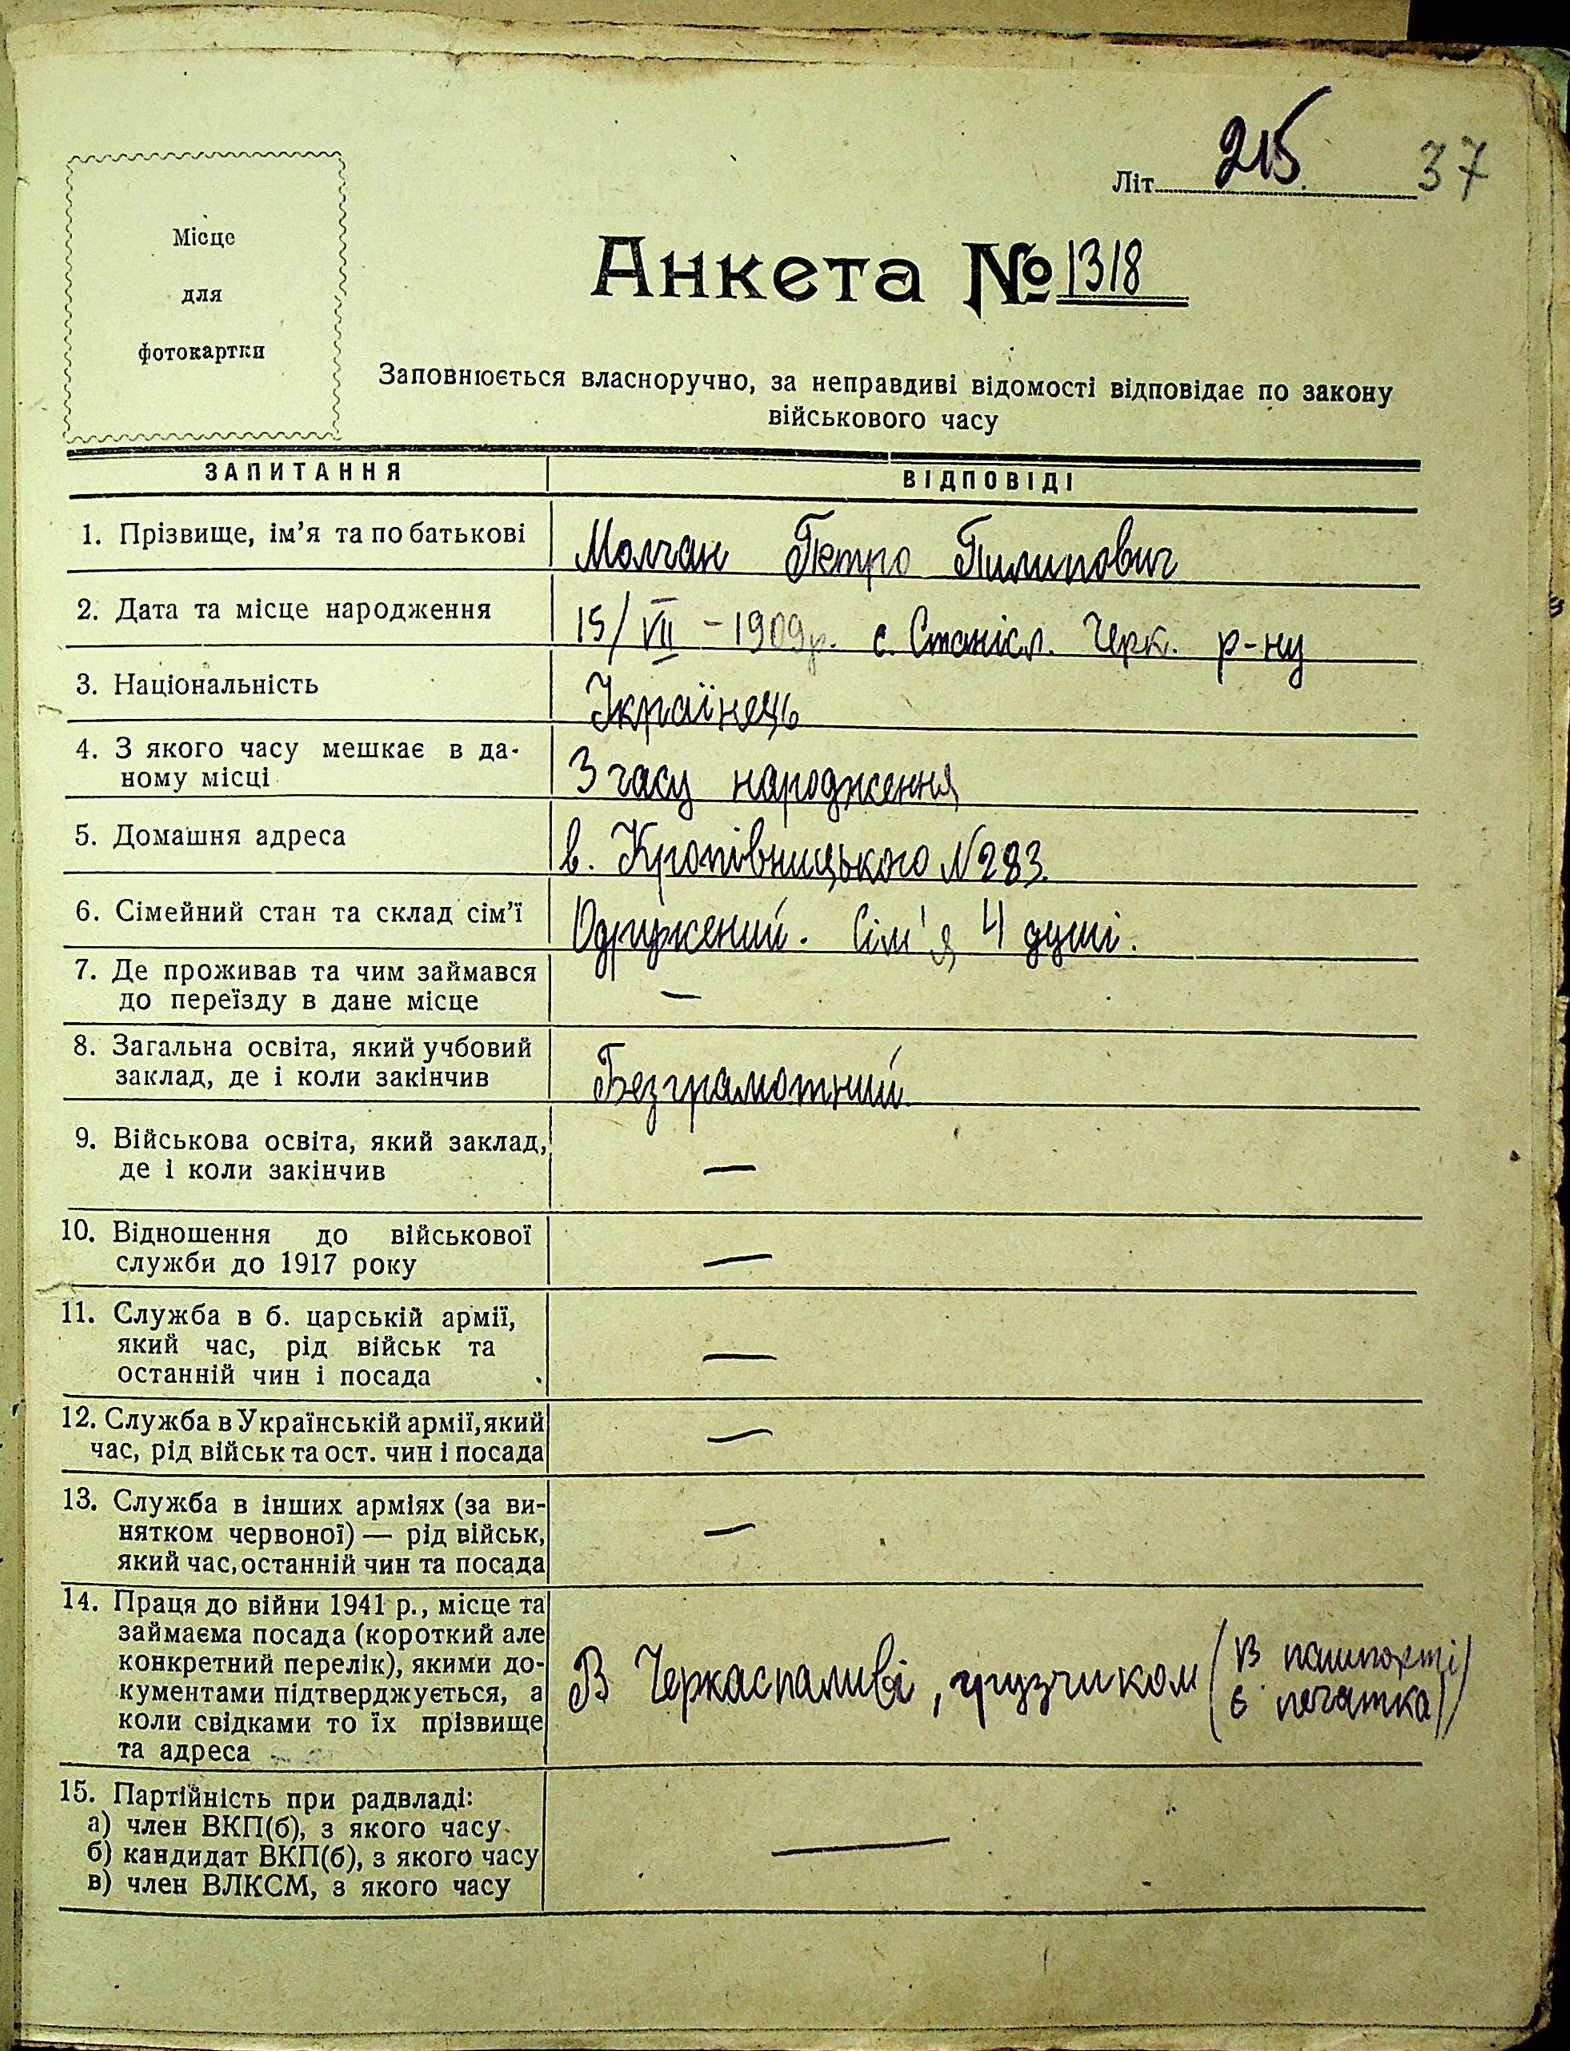 Літ. 215. 37
Місце
для
фотокартки
Анкета № 1318
Заповнюється власноручно, за неправдиві відомості відповідає по закону
військового часу
ЗАПИТАННЯ ВІДПОВІДІ
1. Прізвище, ім’я та по батькові Молчан Петро Пилипович
2. Дата та місце народження 15/VII – 1909 р. с. Станісл. Черк. р-ну
3. Національність Українець
4. З якого часу мешкає в да-
ному місці З часу народження
5. Домашня адреса в. Кропівницького № 283.
6. Сімейний стан та склад сім’ї Одружений. Сім'я 4 душі.
7. Де проживав та чим займався
до переїзду в дане місце —
8. Загальна освіта, який учбовий
заклад, де і коли закінчив Безграмотний
9. Військова освіта, який заклад,
де і коли закінчив —
10. Відношення до військової
служби до 1917 року —
11. Служба в б. царській армії,
який час, рід військ та
останній чин і посада —
12. Служба в Українській армії, який
час, рід військ та ост. чин і посада —
13. Служба в інших арміях (за ви-
нятком червоної) — рід військ,
який час, останній чин та посада —
14. Праця до війни 1941 р., місце та
займаєма посада (короткий але
конкретний перелік), якими до-
кументами підтверджується, а
коли свідками то їх прізвище
та адреса
В Черкаспаливі, грузчиком (в пашпорті
є печатка)
15. Партійність при радвладі:
а) член ВКП(б), з якого часу
б) кандидат ВКП(б), з якого часу
в) член ВЛКСМ, з якого часу —